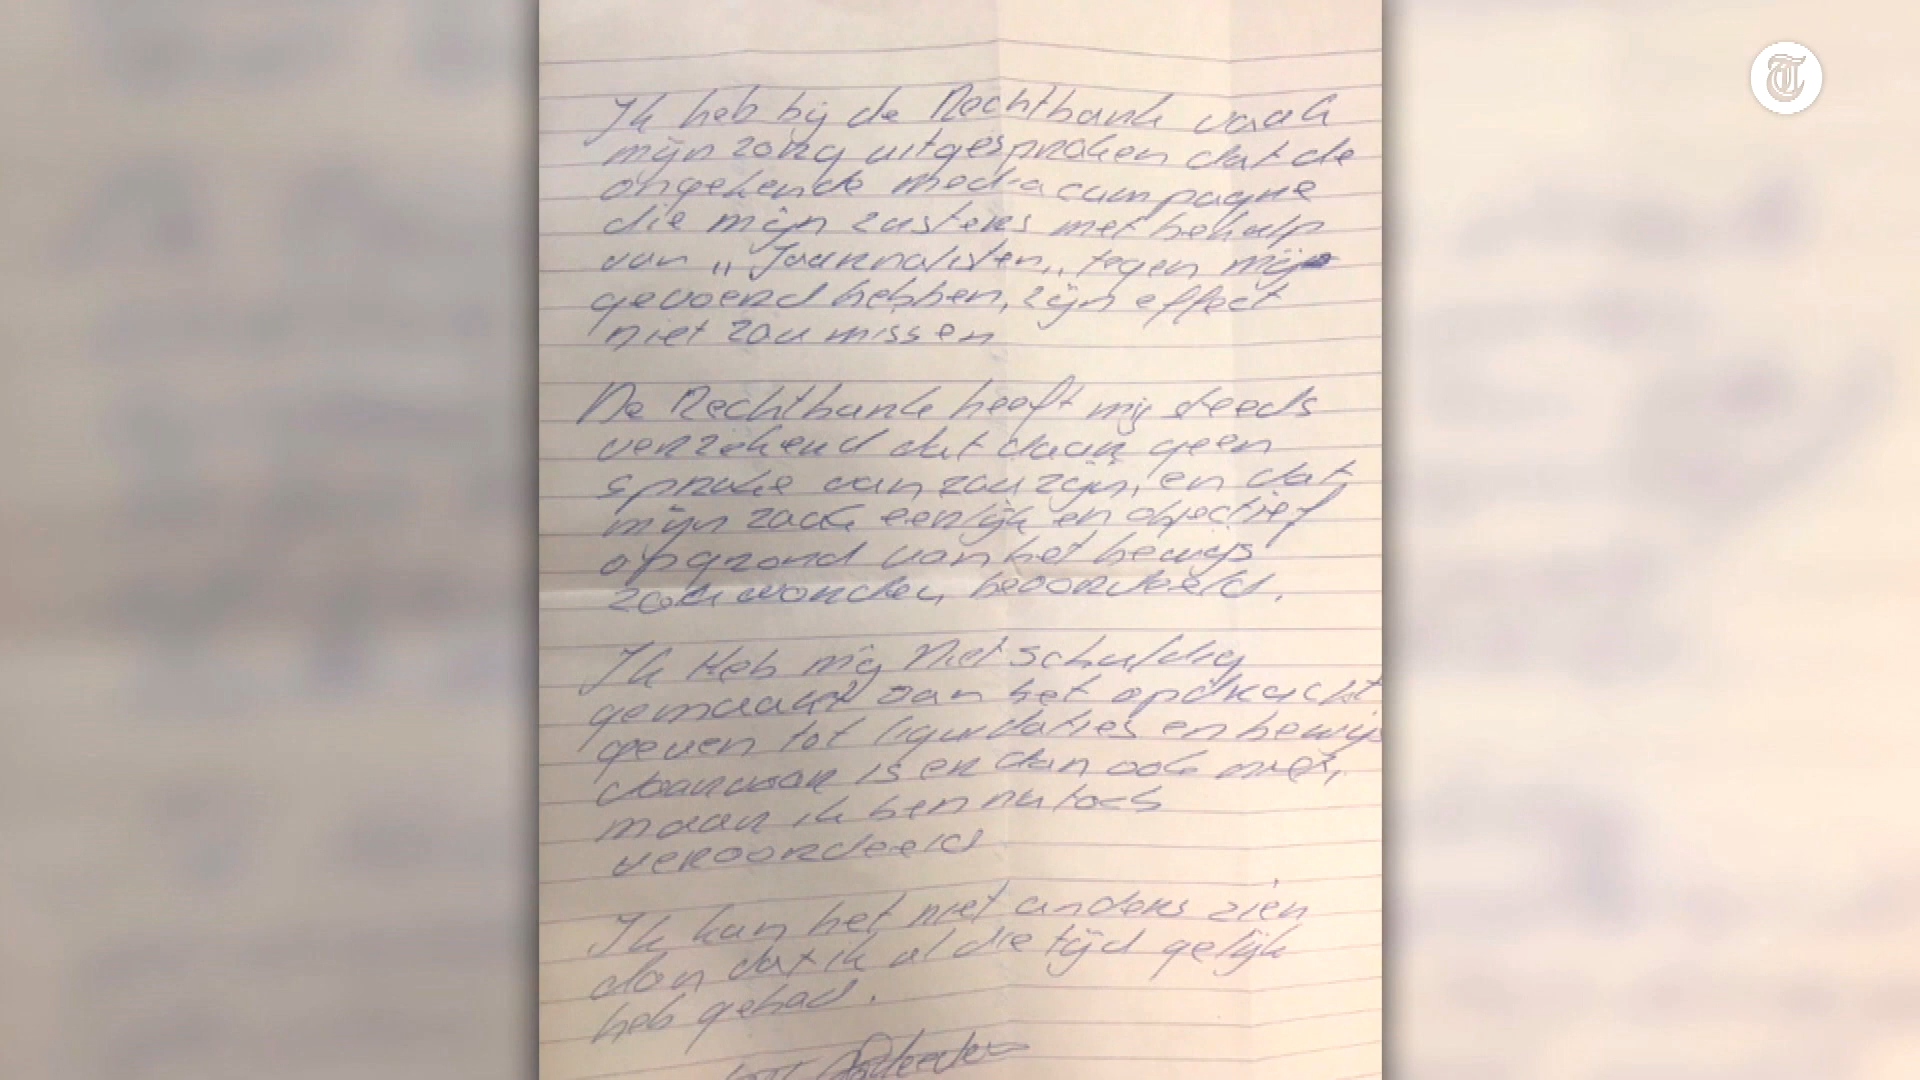 Ik heb bij de Rechtbank vaak
mijn zorg uitgesproken dat de
ongekende media campagne
die mijn zusters met behulp
van „Journalisten„ tegen mij
gevoerd hebben, zijn effect
niet zou missen
De Rechtbank heeft mij steeds
verzekerd dat daar geen
sprake van zou zijn, en dat
mijn zaak eerlijk en objectief
op grond van het bewijs
zou worden beoordeeld.
Ik Heb mij Niet schuldig
gemaakt aan het opdracht
geven tot liquidaties en bewijs
daarvoor is er dan ook niet,
maar ik ben nu toch
veroordeeld
Ik kan het niet anders zien
dan dat ik al die tijd gelijk
heb gehad.
T